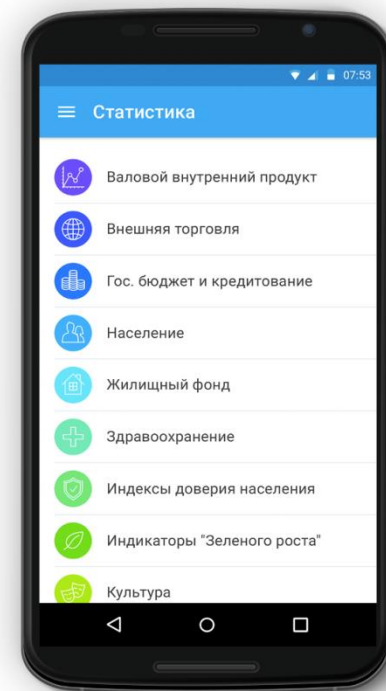 07:53
Статистика
Валовой внутренний продукт
Внешняя торговля
Гос. бюджет и кредитование
Население
Жилищный фонд
Здравоохранение
Индексы доверия населения
Индикаторы "Зеленого роста"
Культура